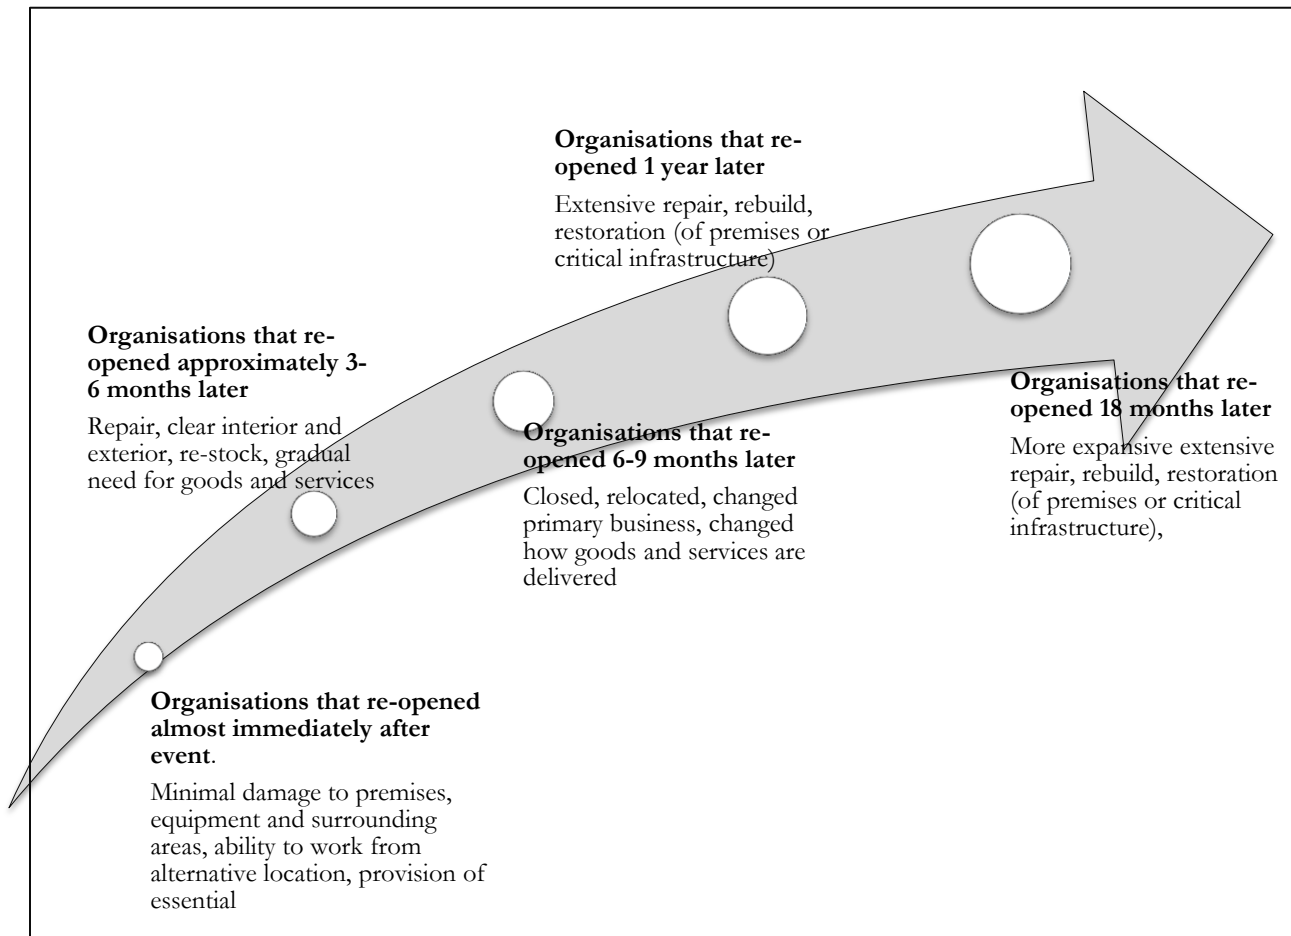 Organisations that re-
opened 1 year later
Extensive repair, rebuild,
restoration (of premises or
critical infrastructure)
Organisations that re-
opened approximately 3-
6 months later
Repair, clear interior and
exterior, re-stock, gradual
need for goods and services
Organisations that re-
opened 18 months later
More expansive extensive
repair, rebuild, restoration
(of premises or critical
infrastructure),
Organisations that re-
opened 6-9 months later
Closed, relocated, changed
primary business, changed
how goods and services are
delivered
Organisations that re-opened
almost immediately after
event.
Minimal damage to premises,
equipment and surrounding
areas, ability to work from
alternative location, provision of
essential